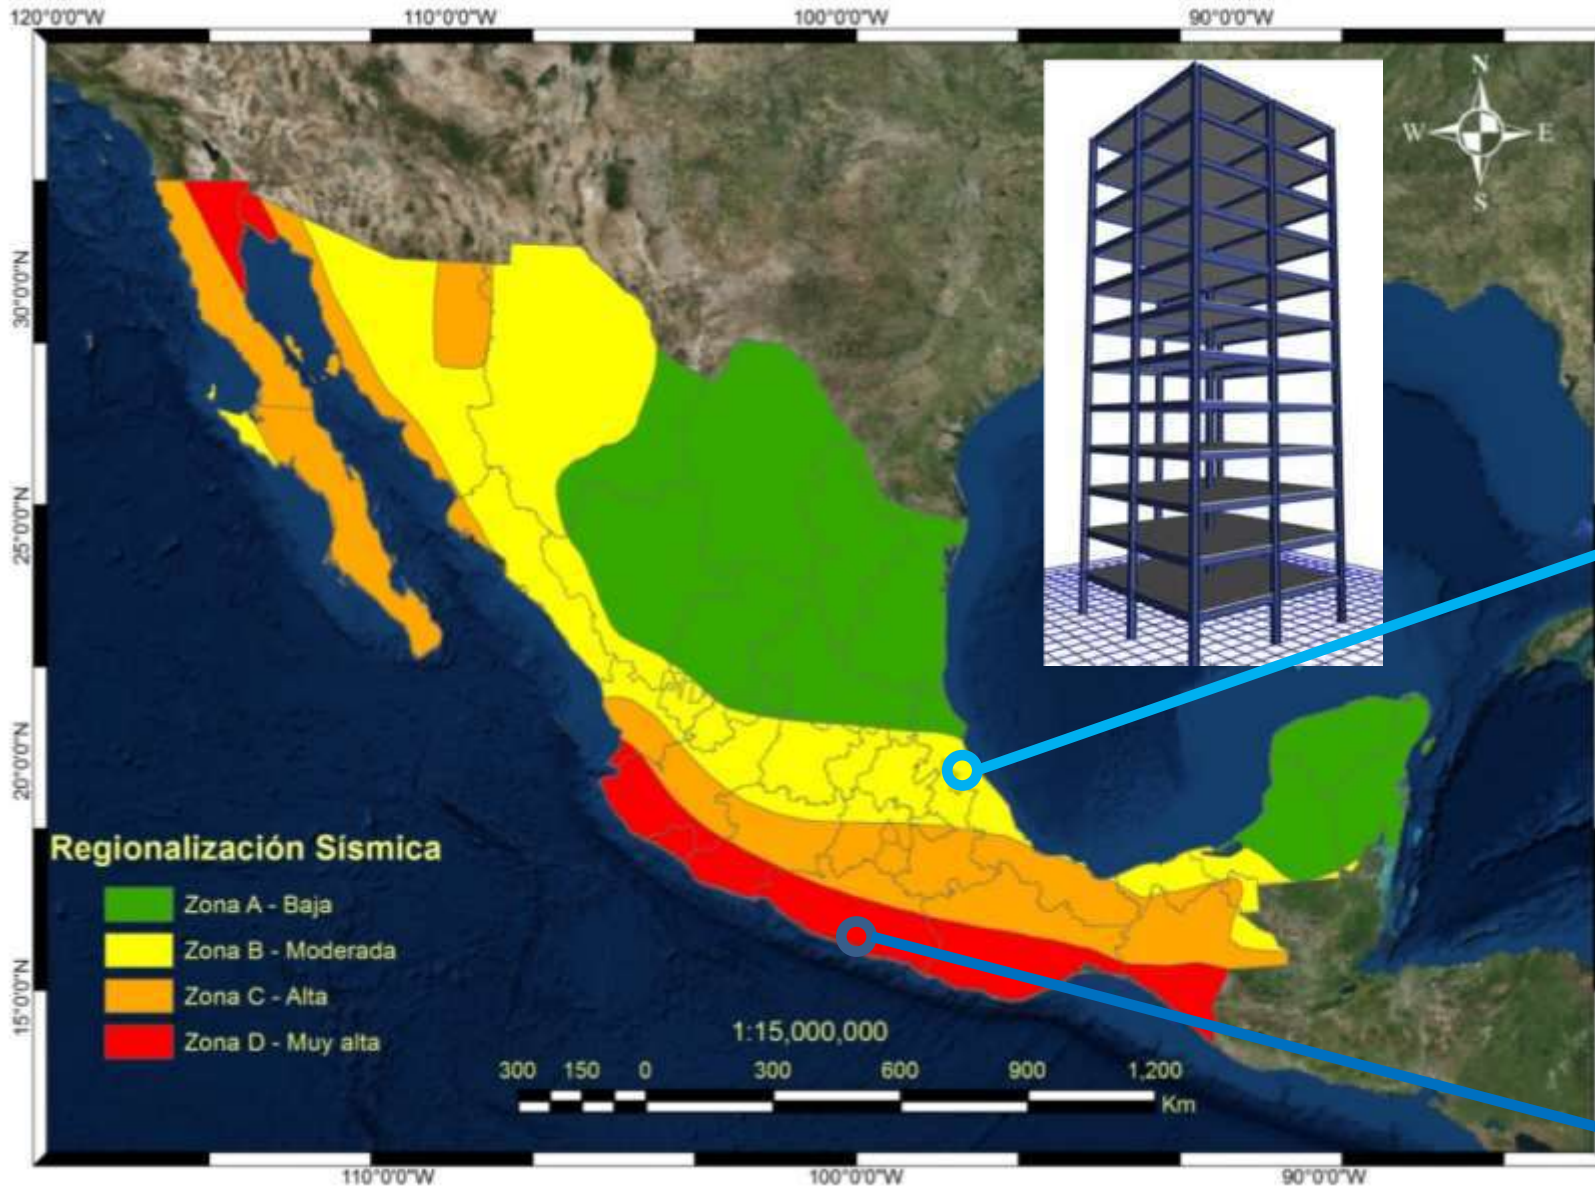 120°0'0"W 110°0'0"W 100°0'0"W 90°0'0"W
N
W E
S
30°0'0"N
25°0'0"N
20°0'0"N
15°0'0"N
Regionalización Sísmica
Zona A - Baja
Zona B - Moderada
Zona C - Alta
Zona D - Muy alta
1:15,000,000
300 150 0 300 600 900 1,200
Km
110°0'0"W 100°0'0"W 90°0'0"W